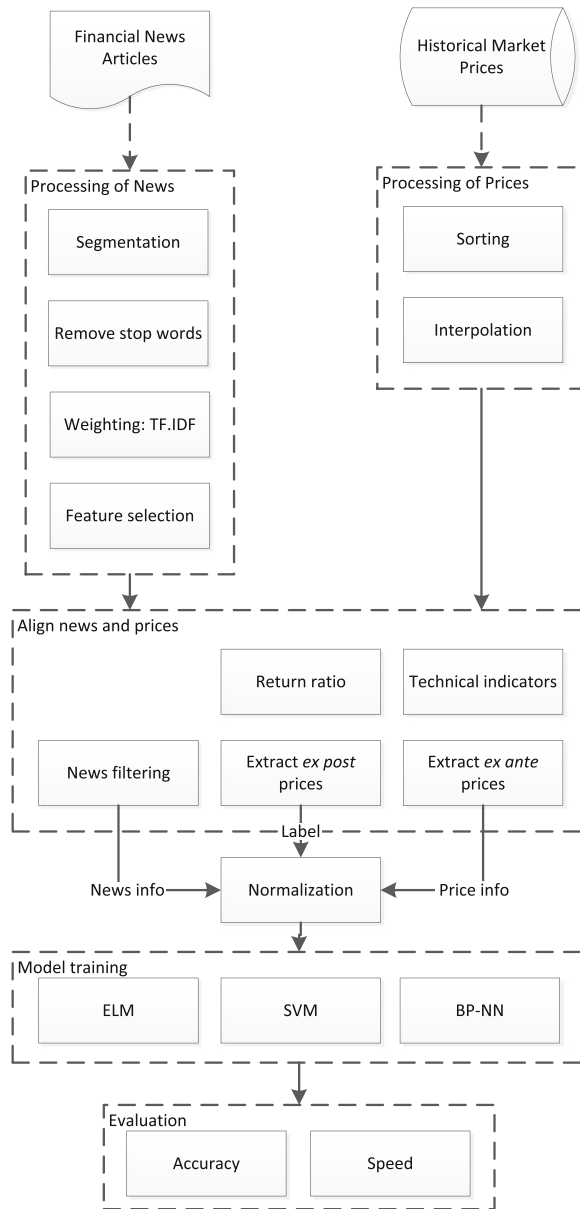 Financial News
Articles
Historical Market
Prices
Processing of News
Segmentation
Remove stop words
Weighting: TF.IDF
Feature selection
Processing of Prices
Sorting
Interpolation
Align news and prices
Return ratio
Technical indicators
News filtering
Extract ex post
prices
Extract ex ante
prices
Label
News info
Normalization
Price info
Model training
ELM
SVM
BP-NN
Evaluation
Accuracy
Speed